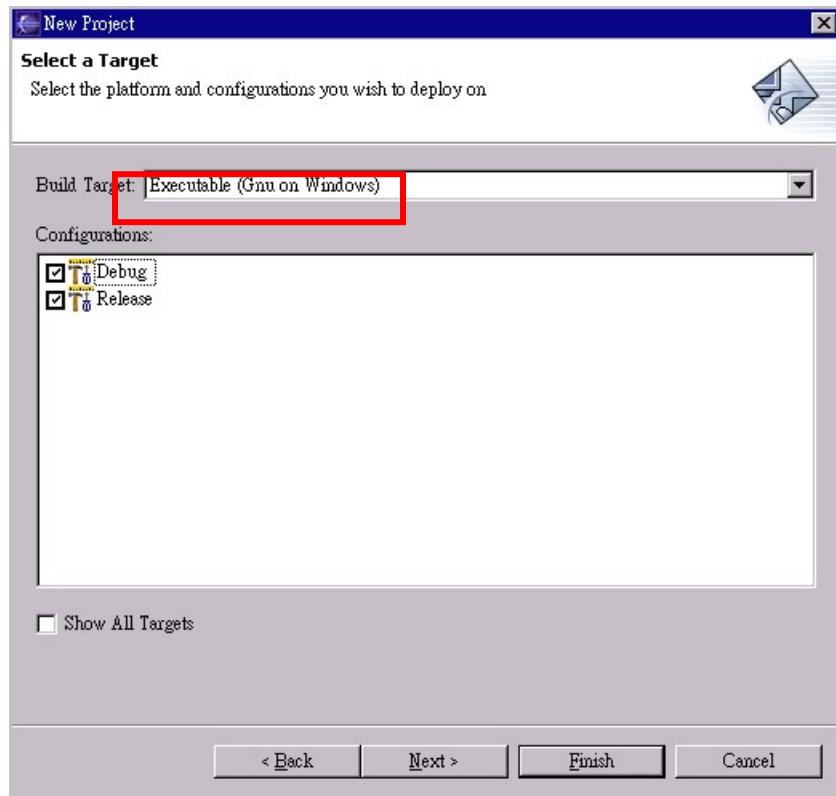 New Project
Select a Target
Select the platform and configurations you wish to deploy on
Build Target: Executable (Gnu on Windows)
Configurations:
Debug
Release
Show All Targets
< Back Next > Finish Cancel